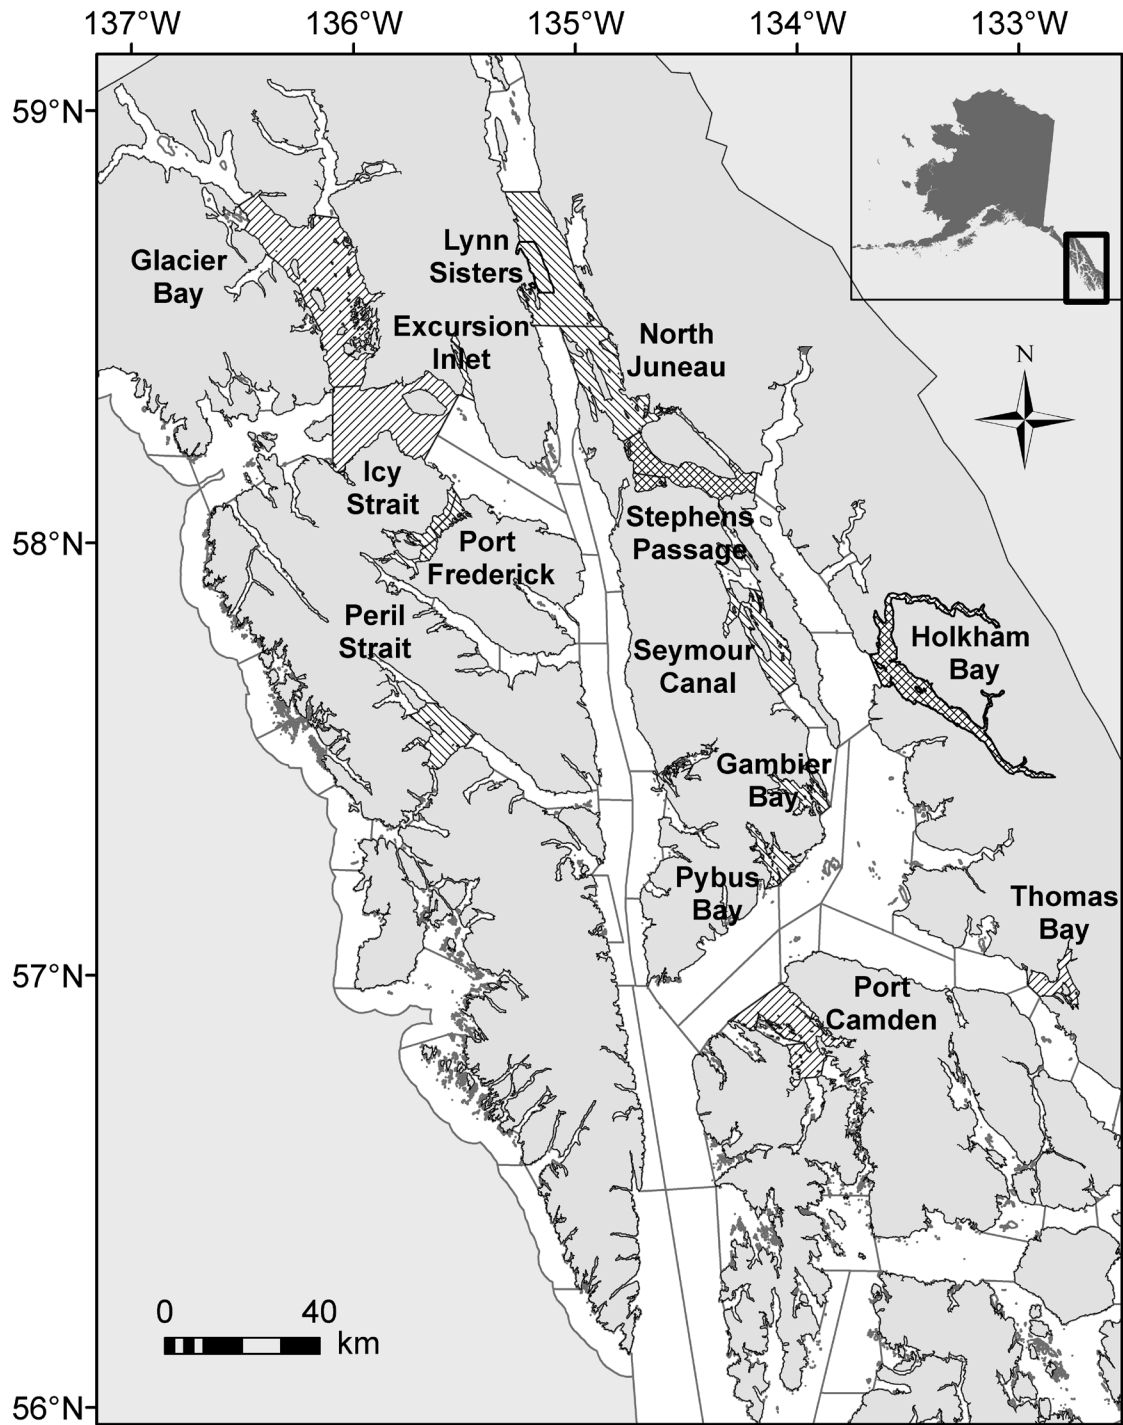 137°W 136°W 135°W 134°W 133°W
59°N
58°N
57°N
56°N
Glacier
Bay
Lynn
Sisters
Excursion
Inlet
North
Juneau
N
Icy
Strait
Port
Frederick
Stephens
Passage
Peril
Strait
Seymour
Canal
Holkham
Bay
Gambier
Bay
Pybus
Bay
Thomas
Bay
Port
Camden
0 40
km